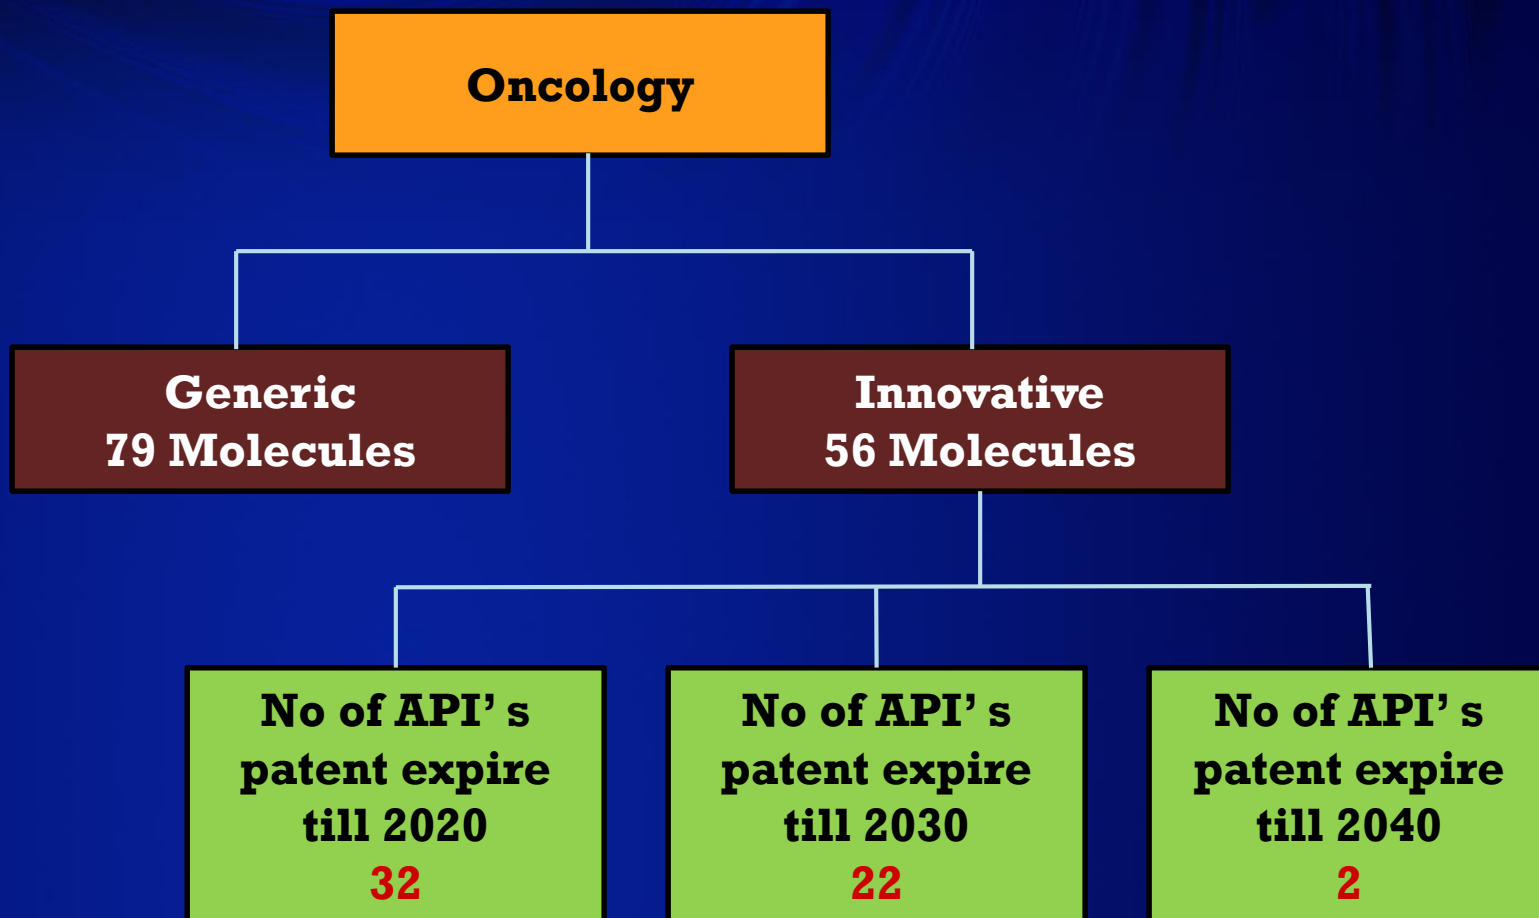 Oncology
Generic
79 Molecules
Innovative
56 Molecules
No of API’ s
patent expire
till 2020
32
No of API’ s
patent expire
till 2030
22
No of API’ s
patent expire
till 2040
2